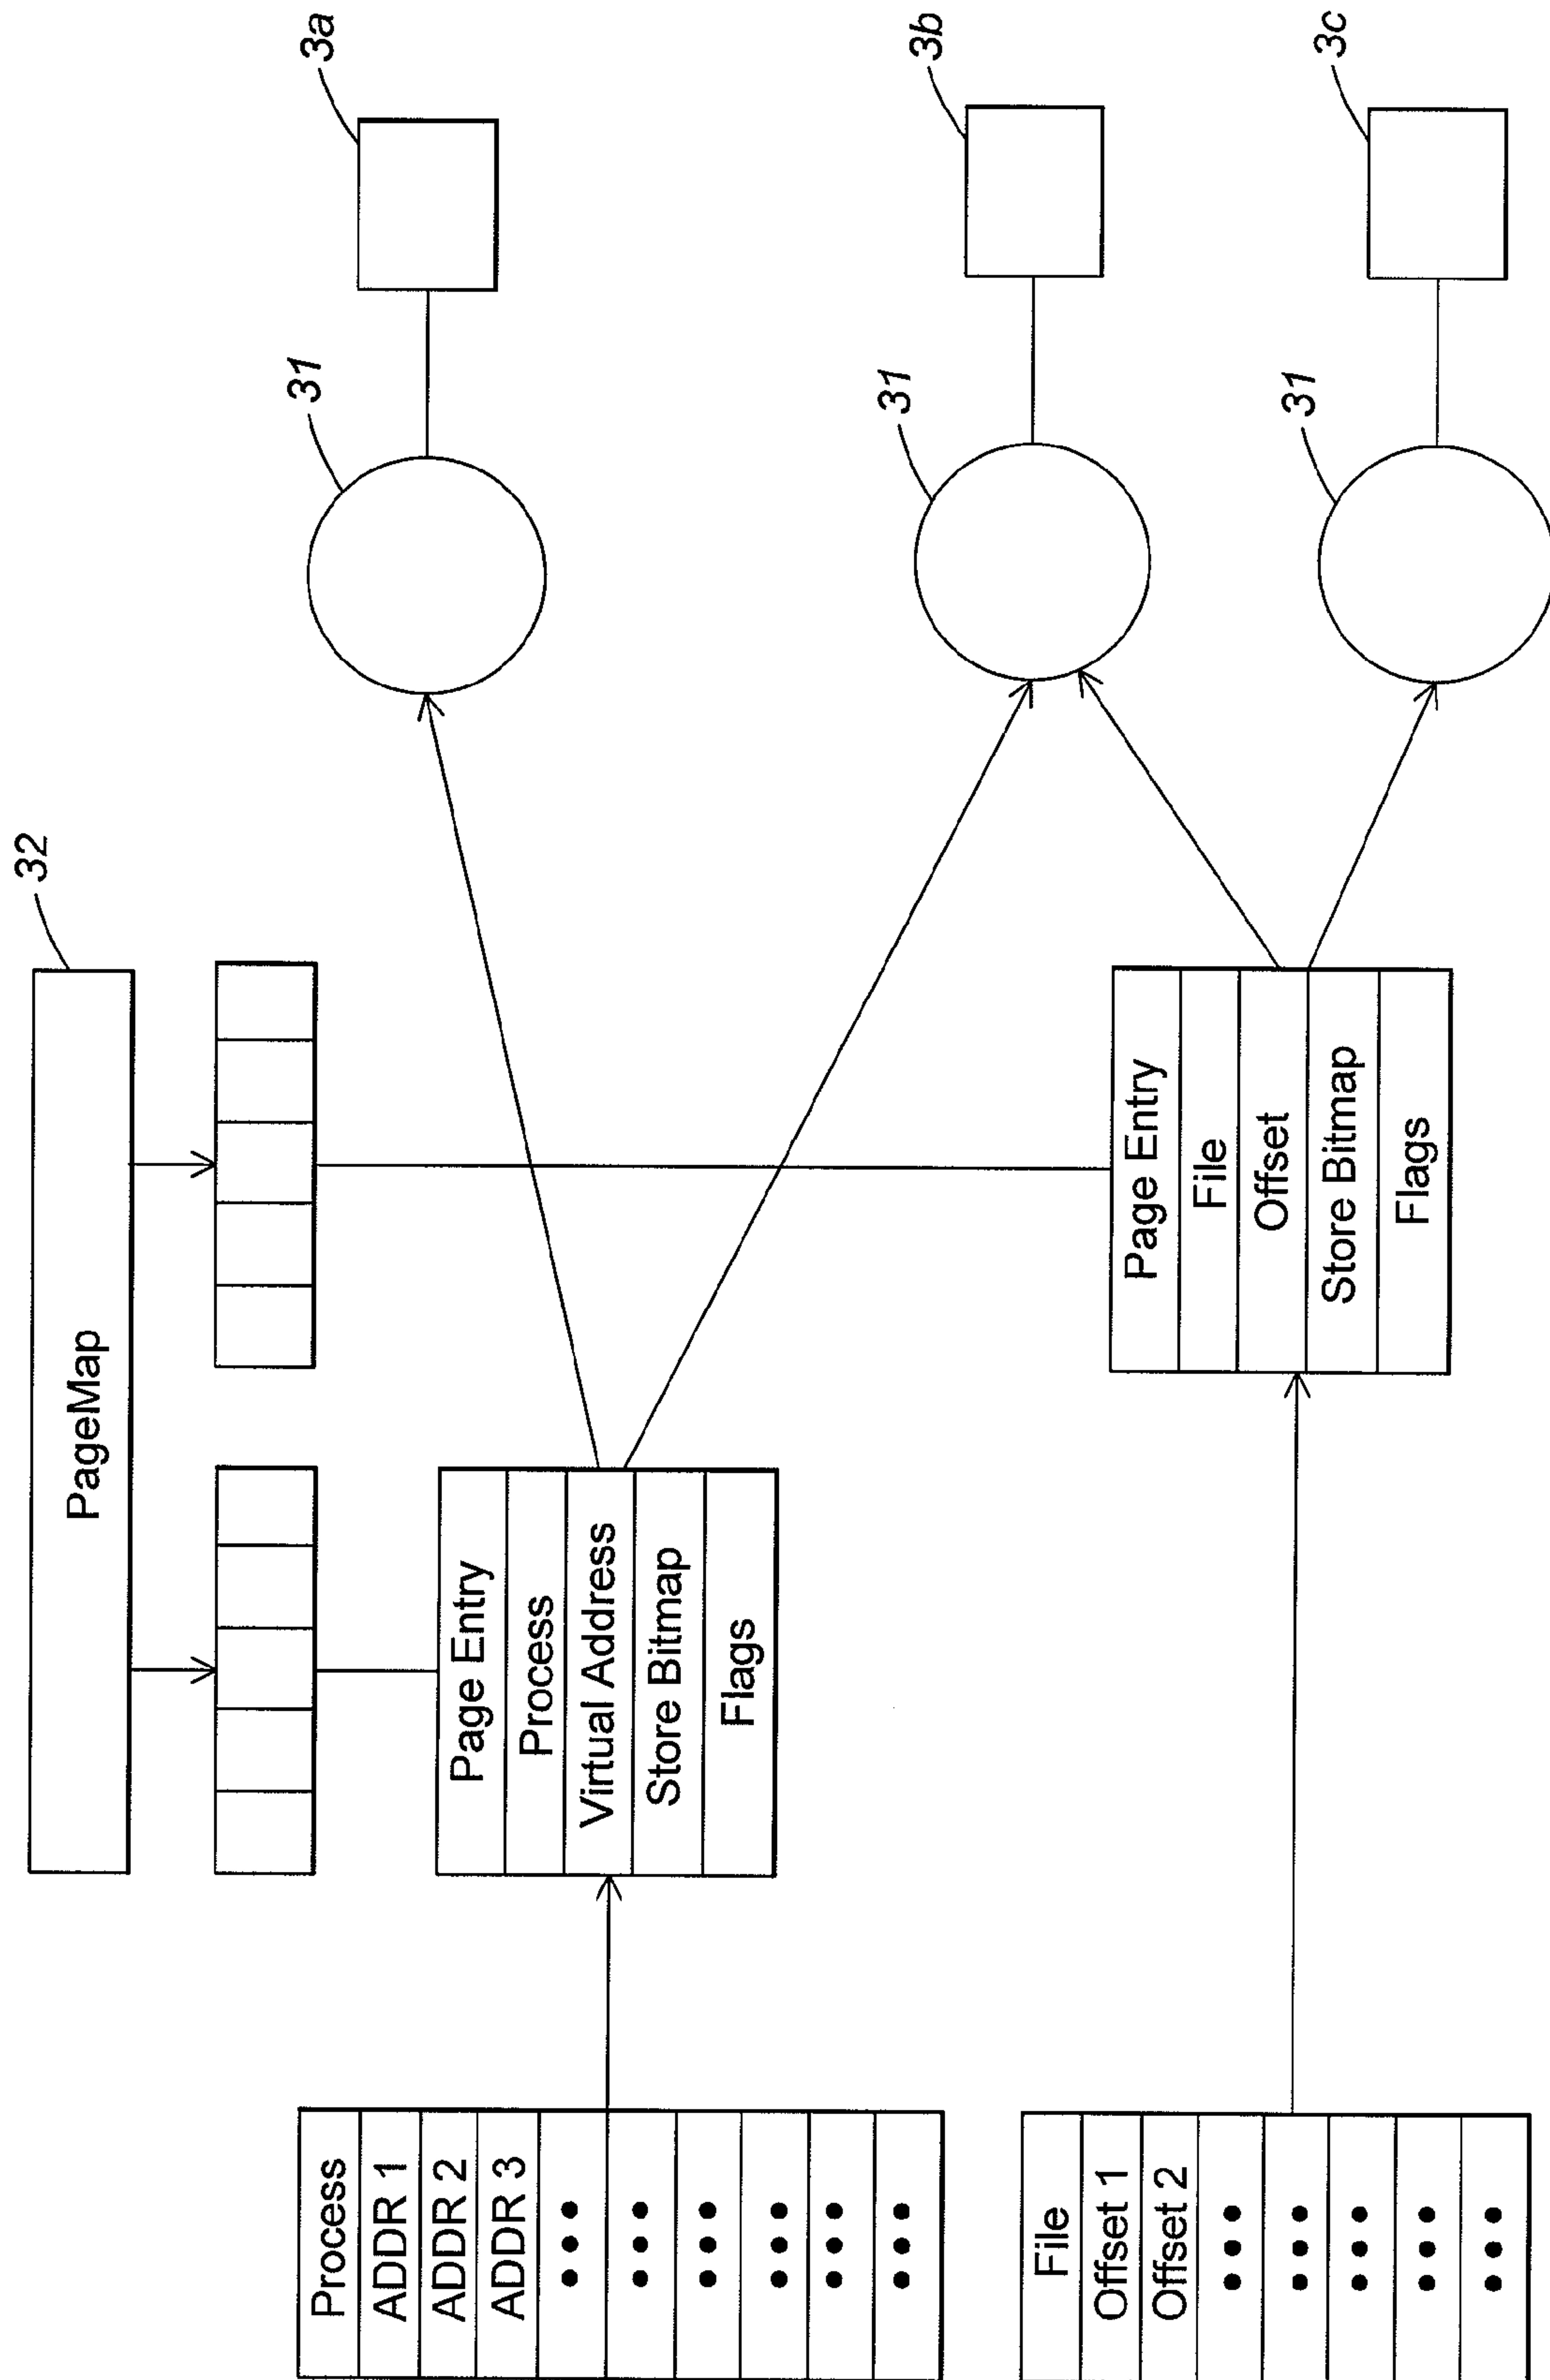 32
PageMap
3a
31
Process
ADDR 1
ADDR 2
ADDR 3
Page Entry
Process
Virtual Address
Store Bitmap
Flags
3b
31
File
Offset 1
Offset 2
Page Entry
File
Offset
Store Bitmap
Flags
3c
31